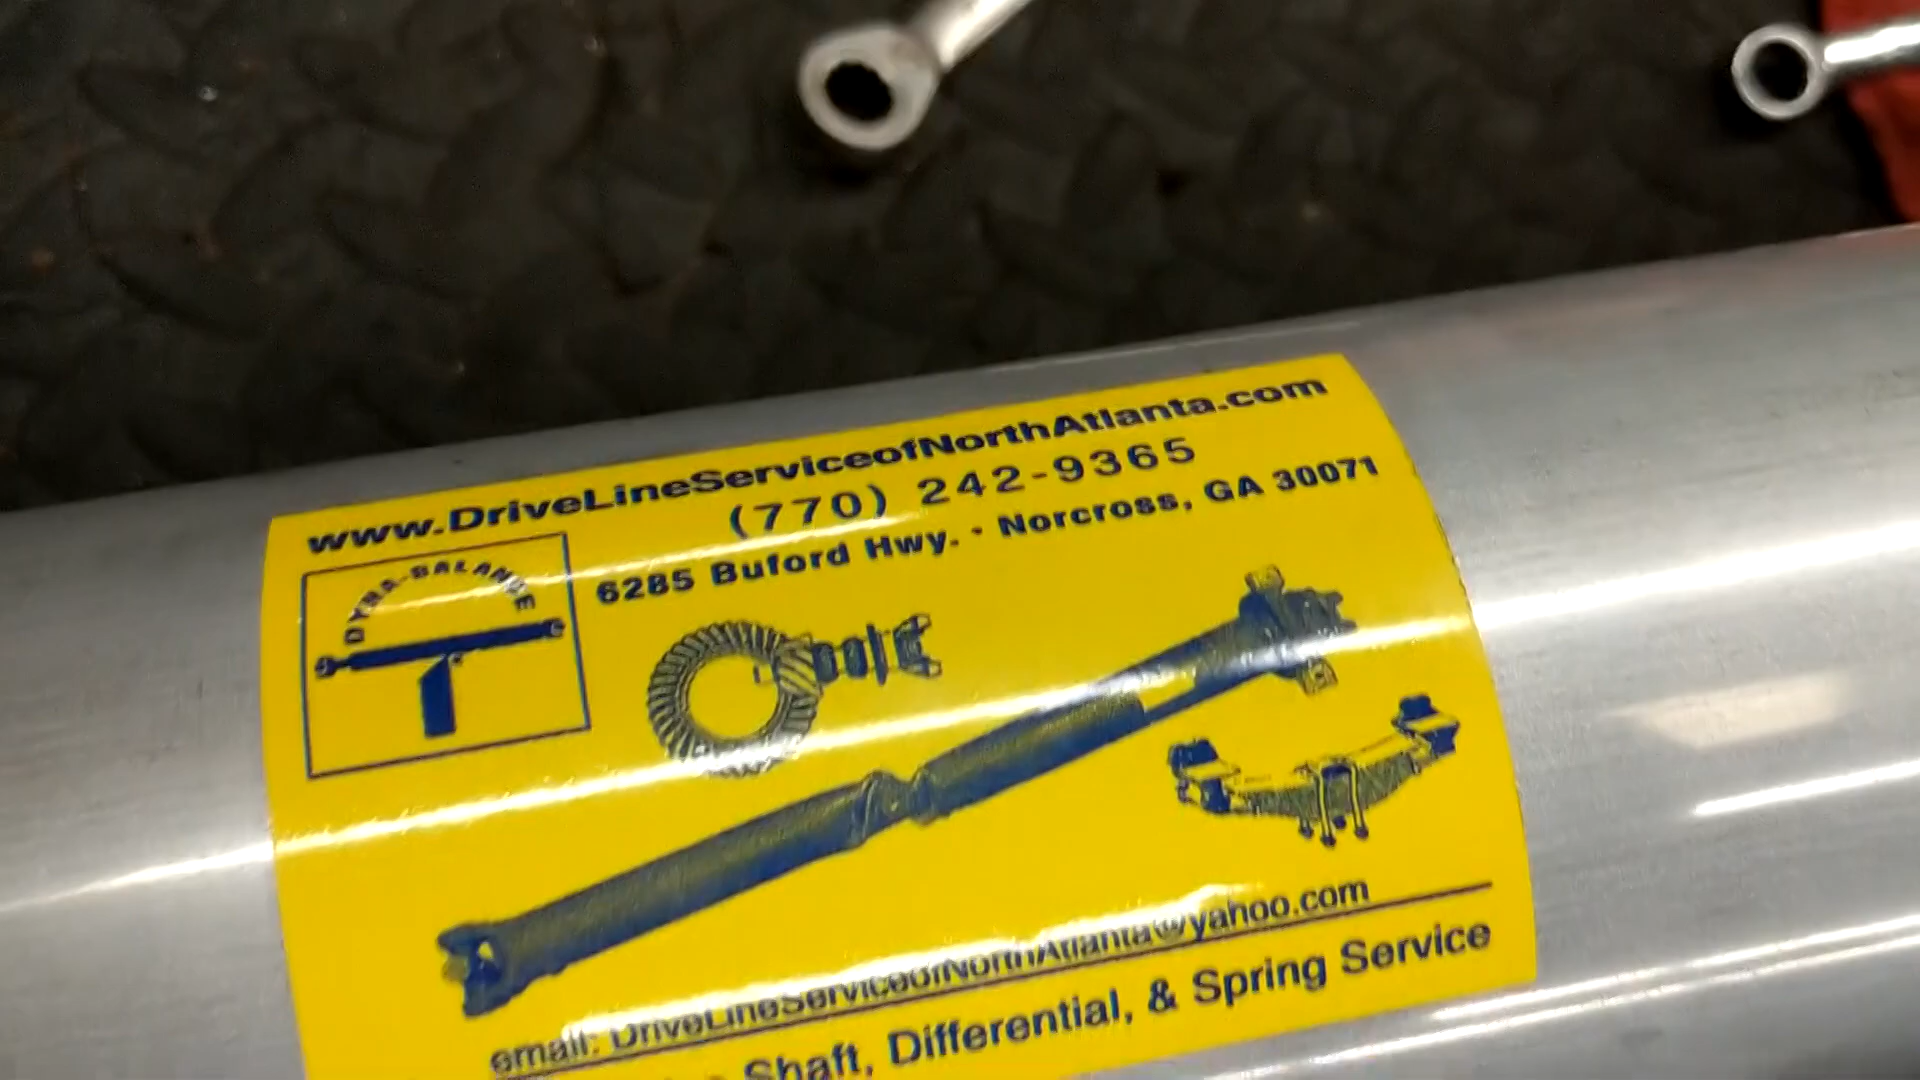 www.DriveLineServiceofNorthAtlanta.com
(770) 242-9365
6285 Buford Hwy. - Norcross, GA 30071
DYNA-BALANCE
email: DriveLineServiceofNorthAtlanta@yahoo.com
Shaft, Differential, & Spring Service